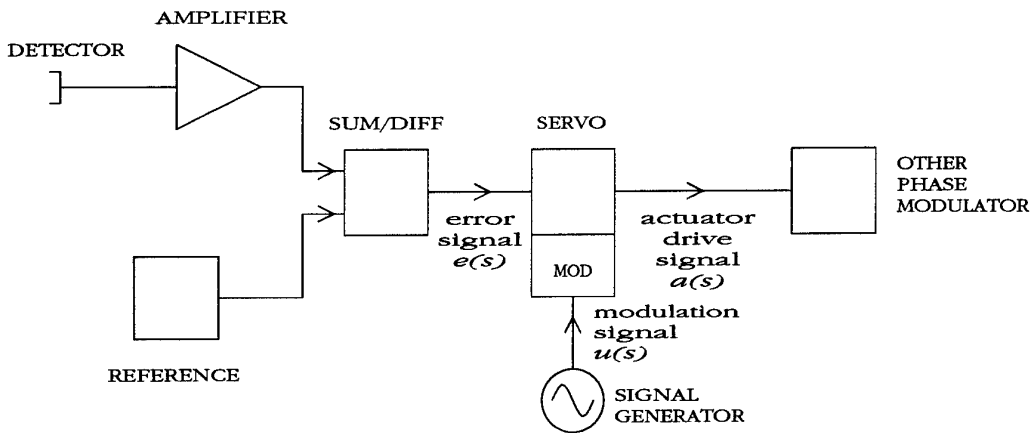 AMPLIFIER
DETECTOR
SUM/DIFF
SERVO
OTHER
PHASE
MODULATOR
error
signal
e(s)
actuator
drive
signal
a(s)
MOD
modulation
signal
u(s)
REFERENCE
SIGNAL
GENERATOR